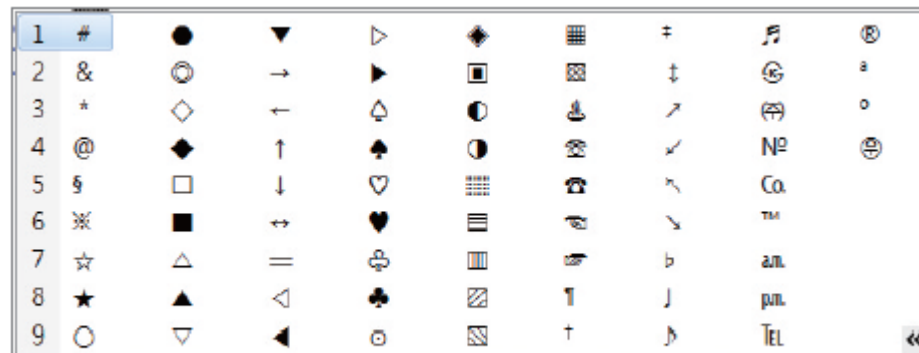 1 # ● ▼ ▷ ◈ ▦ ‡ ♬ ®
2 & ◎ → ▶ ▣ ▩ ↕ ㉿ ª
3 * ◇ ← ♤ ◐ ♨ ↗ ㈜ º
4 @ ◆ ↑ ♠ ◑ ☏ ↙ № ㉾
5 § □ ↓ ♡ ▒ ☎ ↖ ㏇
6 ※ ■ ↔ ♥ ▤ ☜ ↘ ™
7 ☆ △ 〓 ♧ ▥ ☞ ♭ ㏂
8 ★ ▲ ◁ ♣ ▨ ¶ ♩ ㏘
9 ○ ▽ ◀ ⊙ ▧ † ♪ ℡ «